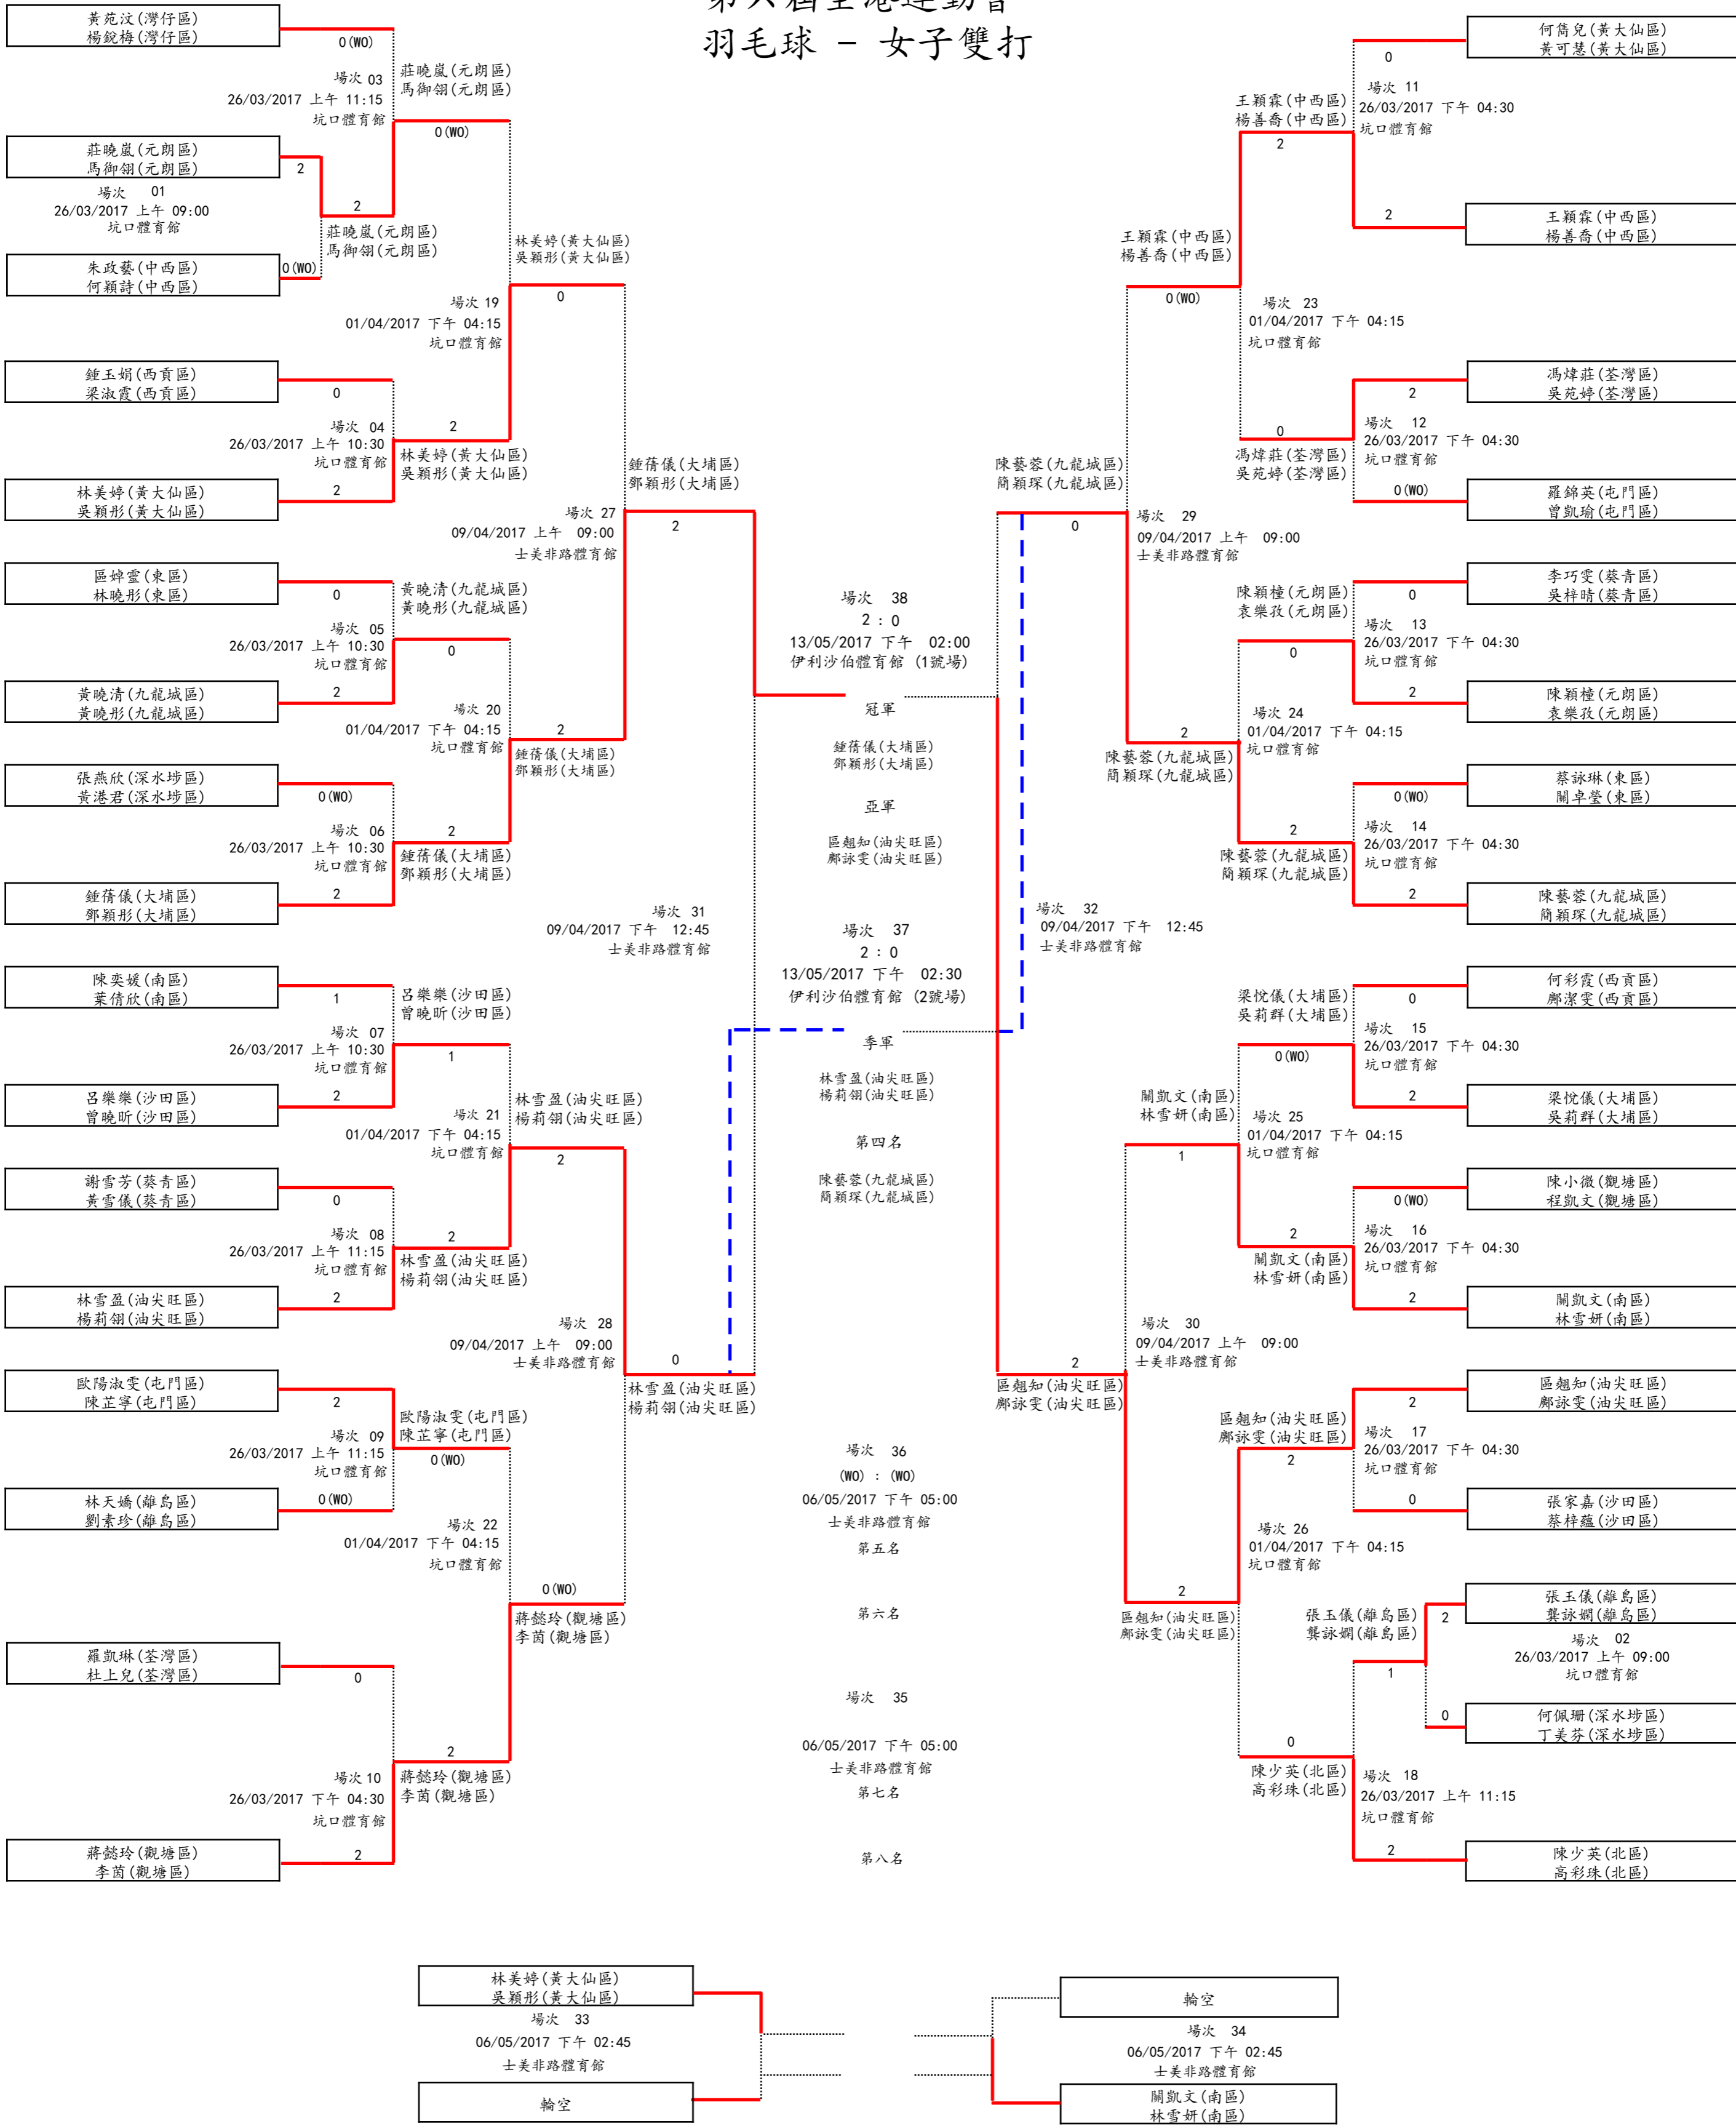 第六屆全港運動會
羽毛球 - 女子雙打
黃苑汶(灣仔區)
楊銳梅(灣仔區)
0(WO)
場次 03
26/03/2017 上午 11:15
坑口體育館
莊曉嵐(元朗區)
馬御翎(元朗區)
0(WO)
莊曉嵐(元朗區)
馬御翎(元朗區)
2
場次 01
26/03/2017 上午 09:00
坑口體育館
2
莊曉嵐(元朗區)
馬御翎(元朗區)
朱政藝(中西區)
何穎詩(中西區)
0(WO)
林美婷(黃大仙區)
吳穎彤(黃大仙區)
0
場次 19
01/04/2017 下午 04:15
坑口體育館
鍾玉娟(西貢區)
梁淑霞(西貢區)
0
場次 04
26/03/2017 上午 10:30
坑口體育館
2
林美婷(黃大仙區)
吳穎彤(黃大仙區)
林美婷(黃大仙區)
吳穎彤(黃大仙區)
2
場次 27
09/04/2017 上午 09:00
士美非路體育館
鍾蒨儀(大埔區)
鄧穎彤(大埔區)
2
區婥靈(東區)
林曉彤(東區)
0
場次 05
26/03/2017 上午 10:30
坑口體育館
黃曉清(九龍城區)
黃曉彤(九龍城區)
0
黃曉清(九龍城區)
黃曉彤(九龍城區)
2
場次 20
01/04/2017 下午 04:15
坑口體育館
2
鍾蒨儀(大埔區)
鄧穎彤(大埔區)
張燕欣(深水埗區)
黃港君(深水埗區)
0(WO)
場次 06
26/03/2017 上午 10:30
坑口體育館
2
鍾蒨儀(大埔區)
鄧穎彤(大埔區)
鍾蒨儀(大埔區)
鄧穎彤(大埔區)
2
場次 31
09/04/2017 下午 12:45
士美非路體育館
陳奕媛(南區)
葉倩欣(南區)
1
場次 07
26/03/2017 上午 10:30
坑口體育館
呂樂樂(沙田區)
曾曉昕(沙田區)
1
呂樂樂(沙田區)
曾曉昕(沙田區)
2
場次 21
01/04/2017 下午 04:15
坑口體育館
林雪盈(油尖旺區)
楊莉翎(油尖旺區)
2
謝雪芳(葵青區)
黃雪儀(葵青區)
0
場次 08
26/03/2017 上午 11:15
坑口體育館
2
林雪盈(油尖旺區)
楊莉翎(油尖旺區)
林雪盈(油尖旺區)
楊莉翎(油尖旺區)
2
場次 28
09/04/2017 上午 09:00
士美非路體育館
0
林雪盈(油尖旺區)
楊莉翎(油尖旺區)
歐陽淑雯(屯門區)
陳芷寧(屯門區)
2
場次 09
26/03/2017 上午 11:15
坑口體育館
歐陽淑雯(屯門區)
陳芷寧(屯門區)
0(WO)
林天嬌(離島區)
劉素珍(離島區)
0(WO)
場次 22
01/04/2017 下午 04:15
坑口體育館
0(WO)
蔣懿玲(觀塘區)
李茵(觀塘區)
羅凱琳(荃灣區)
杜上兒(荃灣區)
0
2
場次 10
26/03/2017 下午 04:30
坑口體育館
蔣懿玲(觀塘區)
李茵(觀塘區)
蔣懿玲(觀塘區)
李茵(觀塘區)
2
場次 38
2 : 0
13/05/2017 下午 02:00
伊利沙伯體育館 (1號場)
冠軍
鍾蒨儀(大埔區)
鄧穎彤(大埔區)
亞軍
區翹知(油尖旺區)
鄺詠雯(油尖旺區)
場次 37
2 : 0
13/05/2017 下午 02:30
伊利沙伯體育館 (2號場)
季軍
林雪盈(油尖旺區)
楊莉翎(油尖旺區)
第四名
陳藝蓉(九龍城區)
簡穎琛(九龍城區)
場次 36
(WO) : (WO)
06/05/2017 下午 05:00
士美非路體育館
第五名
第六名
場次 35
06/05/2017 下午 05:00
士美非路體育館
第七名
第八名
何雋兒(黃大仙區)
黃可慧(黃大仙區)
0
場次 11
26/03/2017 下午 04:30
坑口體育館
王穎霖(中西區)
楊善喬(中西區)
2
2
王穎霖(中西區)
楊善喬(中西區)
王穎霖(中西區)
楊善喬(中西區)
0(WO)
場次 23
01/04/2017 下午 04:15
坑口體育館
馮煒莊(荃灣區)
吳苑婷(荃灣區)
2
場次 12
26/03/2017 下午 04:30
坑口體育館
0
馮煒莊(荃灣區)
吳苑婷(荃灣區)
0(WO)
羅錦英(屯門區)
曾凱瑜(屯門區)
陳藝蓉(九龍城區)
簡穎琛(九龍城區)
0
場次 29
09/04/2017 上午 09:00
士美非路體育館
李巧雯(葵青區)
吳梓晴(葵青區)
0
場次 13
26/03/2017 下午 04:30
坑口體育館
陳穎橦(元朗區)
袁樂孜(元朗區)
0
2
陳穎橦(元朗區)
袁樂孜(元朗區)
場次 24
01/04/2017 下午 04:15
坑口體育館
2
陳藝蓉(九龍城區)
簡穎琛(九龍城區)
蔡詠琳(東區)
關卓瑩(東區)
0(WO)
場次 14
26/03/2017 下午 04:30
坑口體育館
2
陳藝蓉(九龍城區)
簡穎琛(九龍城區)
2
陳藝蓉(九龍城區)
簡穎琛(九龍城區)
場次 32
09/04/2017 下午 12:45
士美非路體育館
何彩霞(西貢區)
鄺潔雯(西貢區)
0
場次 15
26/03/2017 下午 04:30
坑口體育館
梁悅儀(大埔區)
吳莉群(大埔區)
0(WO)
2
梁悅儀(大埔區)
吳莉群(大埔區)
關凱文(南區)
林雪妍(南區)
1
場次 25
01/04/2017 下午 04:15
坑口體育館
陳小微(觀塘區)
程凱文(觀塘區)
0(WO)
場次 16
26/03/2017 下午 04:30
坑口體育館
2
關凱文(南區)
林雪妍(南區)
2
關凱文(南區)
林雪妍(南區)
場次 30
09/04/2017 上午 09:00
士美非路體育館
2
區翹知(油尖旺區)
鄺詠雯(油尖旺區)
區翹知(油尖旺區)
鄺詠雯(油尖旺區)
2
場次 17
26/03/2017 下午 04:30
坑口體育館
區翹知(油尖旺區)
鄺詠雯(油尖旺區)
2
0
張家嘉(沙田區)
蔡梓蘊(沙田區)
場次 26
01/04/2017 下午 04:15
坑口體育館
2
區翹知(油尖旺區)
鄺詠雯(油尖旺區)
張玉儀(離島區)
龔詠嫻(離島區)
2
張玉儀(離島區)
龔詠嫻(離島區)
場次 02
26/03/2017 上午 09:00
坑口體育館
1
0
何佩珊(深水埗區)
丁美芬(深水埗區)
0
陳少英(北區)
高彩珠(北區)
場次 18
26/03/2017 上午 11:15
坑口體育館
2
陳少英(北區)
高彩珠(北區)
林美婷(黃大仙區)
吳穎彤(黃大仙區)
場次 33
06/05/2017 下午 02:45
士美非路體育館
輪空
輪空
場次 34
06/05/2017 下午 02:45
士美非路體育館
關凱文(南區)
林雪妍(南區)